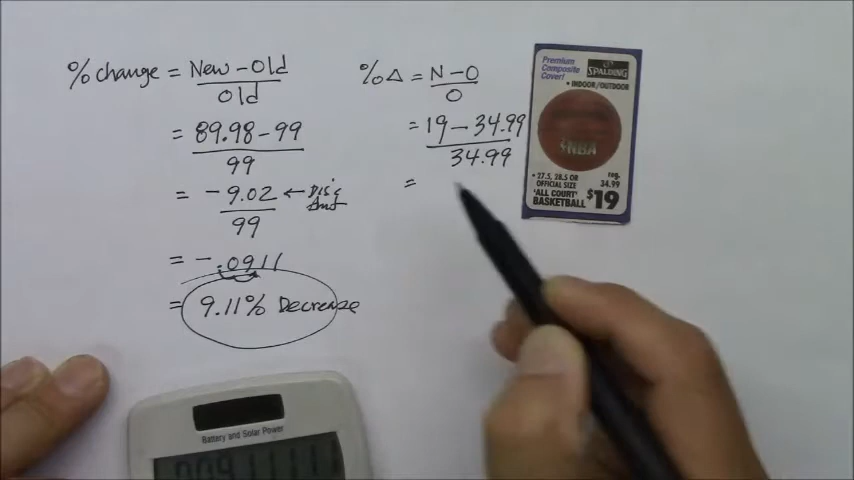 % change = New - Old
Old
= 89.98 - 99
99
= - 9.02 ← Disc Amt
99
= - .0911
= 9.11% Decrease
% Δ = N - O
O
= 19 - 34.99
34.99
=
Premium
Composite
Cover!
SPALDING
• INDOOR/OUTDOOR
NBA
• 27.5, 28.5 OR
OFFICIAL SIZE
'ALL COURT'
BASKETBALL
reg.
34.99
$19
Battery and Solar Power